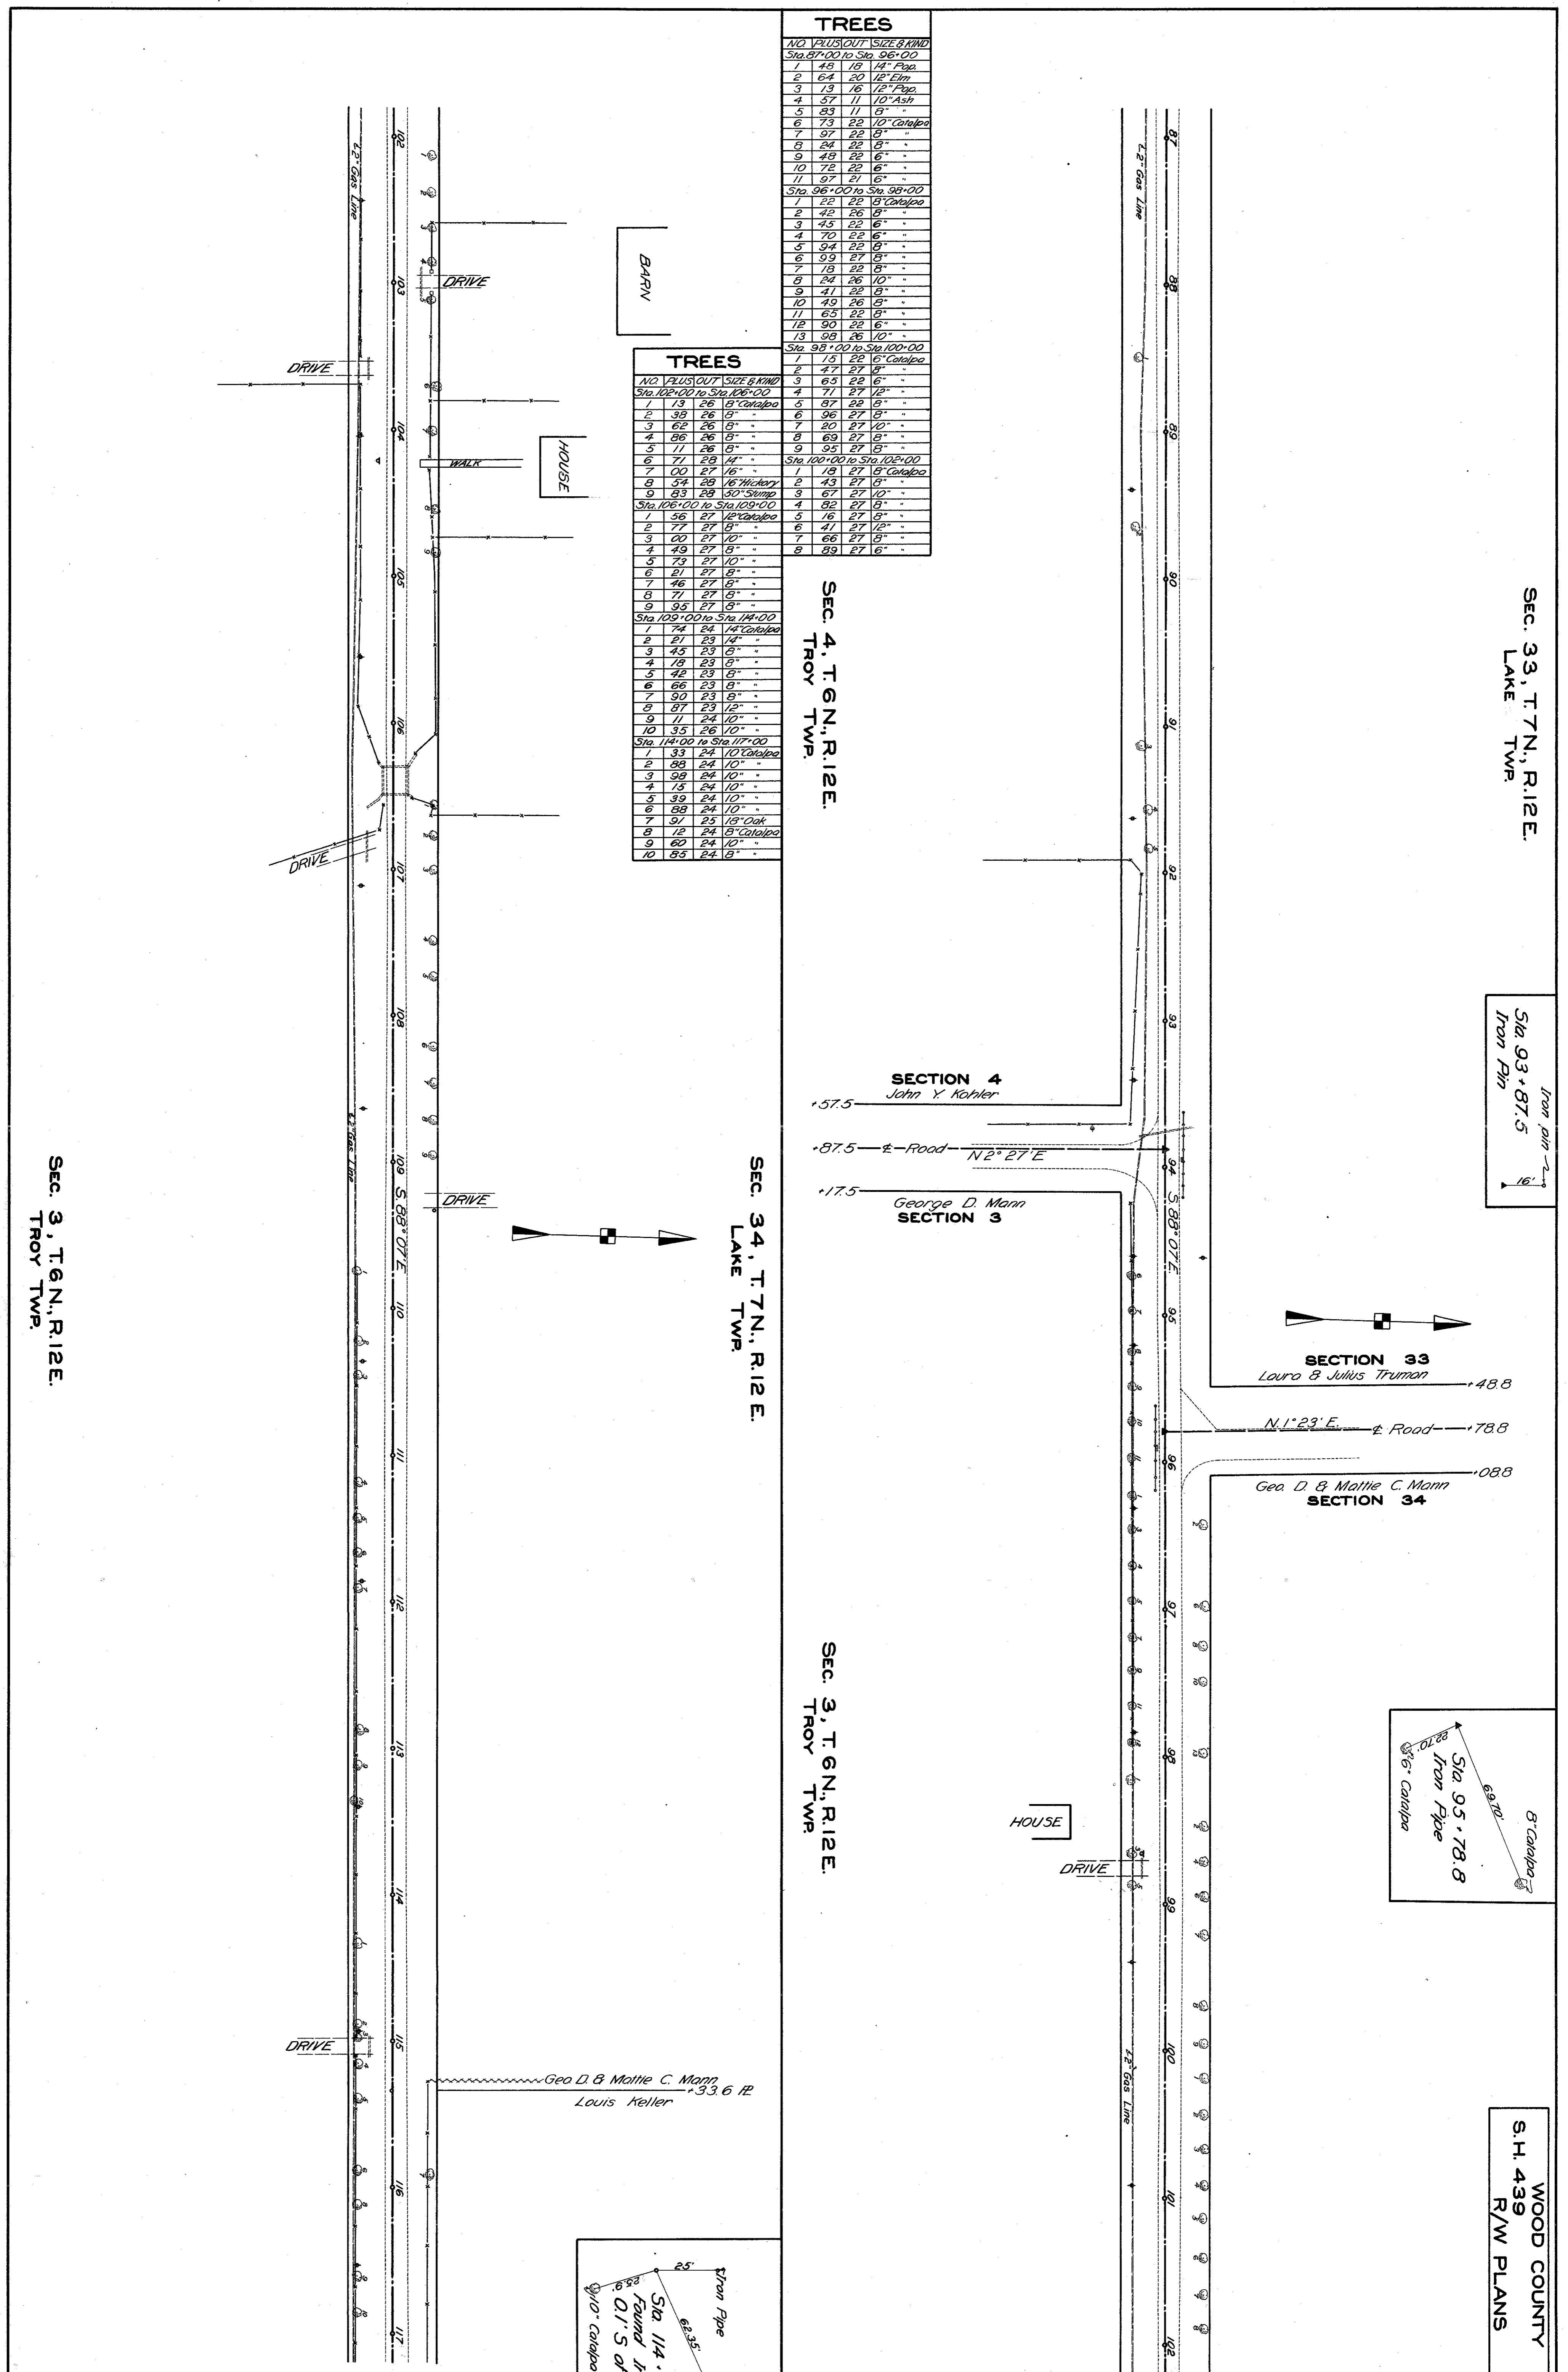 TREES
NO. PLUS OUT SIZE & KIND
Sta. 87+00 to Sta. 96+00
1 48 18 14" Pop.
2 64 20 12" Elm
3 13 16 12" Pop.
4 57 11 10" Ash
5 83 11 8" "
6 73 22 10" Catalpa
7 97 22 8" "
8 24 22 8" "
9 48 22 6" "
10 72 22 6" "
11 97 21 6" "
Sta. 96+00 to Sta. 98+00
1 22 22 8" Catalpa
2 42 26 8" "
3 45 22 6" "
4 70 22 6" "
5 94 22 8" "
6 99 27 8" "
7 18 22 8" "
8 24 26 10" "
9 41 22 8" "
10 49 26 8" "
11 65 22 8" "
12 90 22 6" "
13 98 26 10" "
Sta. 98+00 to Sta. 100+00
1 15 22 6" Catalpa
2 47 27 8" "
3 65 22 6" "
4 71 27 12" "
5 87 22 8" "
6 96 27 8" "
7 20 27 10" "
8 69 27 8" "
9 95 27 8" "
Sta. 100+00 to Sta. 102+00
1 18 27 8" Catalpa
2 43 27 8" "
3 67 27 10" "
4 82 27 8" "
5 16 27 8" "
6 41 27 12" "
7 66 27 8" "
8 89 27 6" "
TREES
NO. PLUS OUT SIZE & KIND
Sta. 102+00 to Sta. 106+00
1 13 26 8" Catalpa
2 38 26 8" "
3 62 26 8" "
4 86 26 8" "
5 11 26 8" "
6 71 28 14" "
7 00 27 16" "
8 54 28 16" Hickory
9 83 28 50" Stump
Sta. 106+00 to Sta. 109+00
1 56 27 12" Catalpa
2 77 27 8" "
3 00 27 10" "
4 49 27 8" "
5 73 27 10" "
6 21 27 8" "
7 46 27 8" "
8 71 27 8" "
9 95 27 8" "
Sta. 109+00 to Sta. 114+00
1 74 24 14" Catalpa
2 21 23 14" "
3 45 23 8" "
4 18 23 8" "
5 42 23 8" "
6 66 23 8" "
7 90 23 8" "
8 87 23 12" "
9 11 24 10" "
10 35 26 10" "
Sta. 114+00 to Sta. 117+00
1 33 24 10" Catalpa
2 88 24 10" "
3 98 24 10" "
4 15 24 10" "
5 39 24 10" "
6 88 24 10" "
7 91 25 18" Oak
8 12 24 8" Catalpa
9 60 24 10" "
10 85 24 8" "
WOOD COUNTY
S.H. 439
R/W PLANS
SEC. 33, T. 7 N., R. 12 E.
LAKE TWP.
Iron pin
16'
Sta. 93+87.5
Iron Pin
8" Catalpa
69.70'
Sta. 95+78.8
Iron Pipe
22.70'
6" Catalpa
SECTION 33
Laura & Julius Truman
+48.8
N. 1° 23' E.
℄ Road
+78.8
+08.8
Geo. D. & Mattie C. Mann
SECTION 34
87
88
89
90
91
92
93
94
S. 88° 07' E.
95
96
97
98
99
100
101
102
2" Gas Line
2" Gas Line
SECTION 4
John Y. Kohler
+57.5
+87.5
℄ Road
N 2° 27' E
+17.5
George D. Mann
SECTION 3
HOUSE
DRIVE
SEC. 4, T. 6 N., R. 12 E.
TROY TWP.
SEC. 3, T. 6 N., R. 12 E.
TROY TWP.
SEC. 34, T. 7 N., R. 12 E.
LAKE TWP.
BARN
HOUSE
WALK
DRIVE
DRIVE
DRIVE
DRIVE
DRIVE
102
103
104
105
106
107
108
109
S. 88° 07' E.
110
111
112
113
114
115
116
117
2" Gas Line
2" Gas Line
Geo. D. & Mattie C. Mann
+33.6 PL
Louis Keller
Iron Pipe
25'
62.35'
Sta. 114+
Found
0.1' S of
25.9'
10" Catalpa
SEC. 3, T. 6 N., R. 12 E.
TROY TWP.